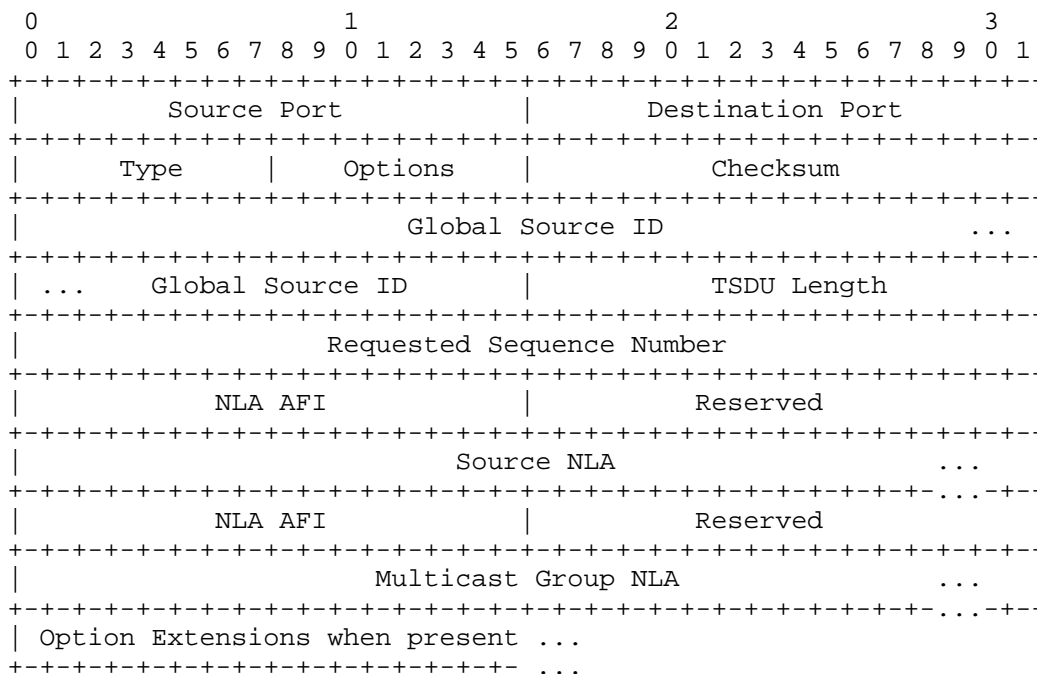 0                   1                   2                   3
 0 1 2 3 4 5 6 7 8 9 0 1 2 3 4 5 6 7 8 9 0 1 2 3 4 5 6 7 8 9 0 1
+-+-+-+-+-+-+-+-+-+-+-+-+-+-+-+-+-+-+-+-+-+-+-+-+-+-+-+-+-+-+-+--
|         Source Port           |       Destination Port
+-+-+-+-+-+-+-+-+-+-+-+-+-+-+-+-+-+-+-+-+-+-+-+-+-+-+-+-+-+-+-+--
|      Type     |    Options    |           Checksum
+-+-+-+-+-+-+-+-+-+-+-+-+-+-+-+-+-+-+-+-+-+-+-+-+-+-+-+-+-+-+-+--
|                        Global Source ID                   ...
+-+-+-+-+-+-+-+-+-+-+-+-+-+-+-+-+-+-+-+-+-+-+-+-+-+-+-+-+-+-+-+--
| ...    Global Source ID       |           TSDU Length
+-+-+-+-+-+-+-+-+-+-+-+-+-+-+-+-+-+-+-+-+-+-+-+-+-+-+-+-+-+-+-+--
|                   Requested Sequence Number
+-+-+-+-+-+-+-+-+-+-+-+-+-+-+-+-+-+-+-+-+-+-+-+-+-+-+-+-+-+-+-+--
|            NLA AFI            |          Reserved
+-+-+-+-+-+-+-+-+-+-+-+-+-+-+-+-+-+-+-+-+-+-+-+-+-+-+-+-+-+-+-+--
|                           Source NLA                    ...
+-+-+-+-+-+-+-+-+-+-+-+-+-+-+-+-+-+-+-+-+-+-+-+-+-+-+-+-+-+-...-+--
|            NLA AFI            |          Reserved
+-+-+-+-+-+-+-+-+-+-+-+-+-+-+-+-+-+-+-+-+-+-+-+-+-+-+-+-+-+-+-+--
|                      Multicast Group NLA                ...
+-+-+-+-+-+-+-+-+-+-+-+-+-+-+-+-+-+-+-+-+-+-+-+-+-+-+-+-+-...-+--
| Option Extensions when present ...
+-+-+-+-+-+-+-+-+-+-+-+-+-+-+-+- ...